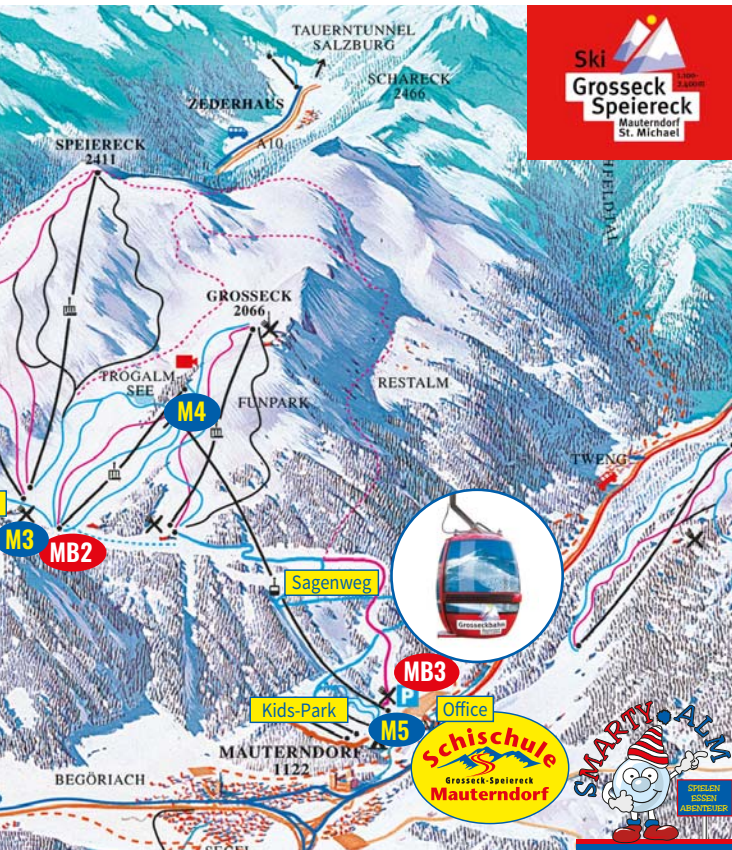 TAUERNTUNNEL
SALZBURG
SCHARECK
2466
ZEDERHAUS
A10
Ski
Grosseck
Speiereck
Mauterndorf
St. Michael
1.100-
2.400m
SPEIERECK
2411
GROSSECK
2066
TROGALM
SEE
M4
FUNPARK
RESTALM
TWENG
M3
MB2
Sagenweg
Grosseckbahn
MB3
P
Kids-Park
Office
M5
MAUTERNDORF
1122
Schischule
Grosseck-Speiereck
Mauterndorf
SMARTY ALM
SPIELEN
ESSEN
ABENTEUER
BEGÖRIACH